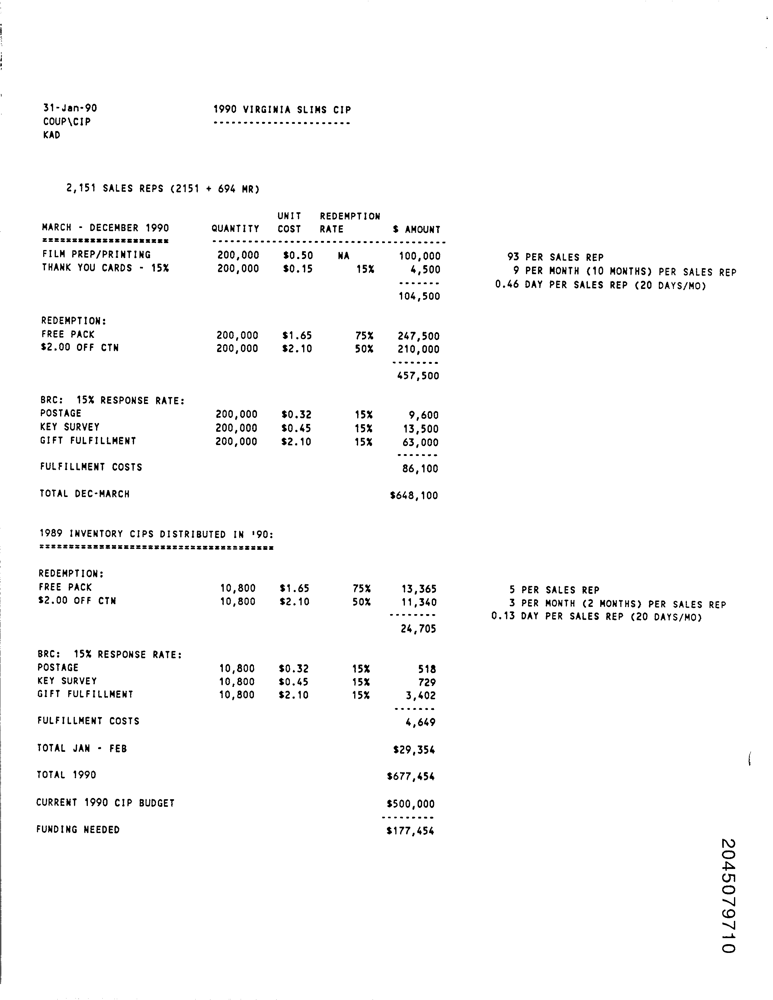 31-Jan-90 1990 VIRGINIA SLIMS CIP
COUP\CIP -----------------------
KAD
2,151 SALES REPS (2151 + 694 MR)
UNIT REDEMPTION
MARCH - DECEMBER 1990 QUANTITY COST RATE $ AMOUNT
===================== ---------------------------------------
FILM PREP/PRINTING 200,000 $0.50 NA 100,000 93 PER SALES REP
THANK YOU CARDS - 15% 200,000 $0.15 15% 4,500 9 PER MONTH (10 MONTHS) PER SALES REP
------- 0.46 DAY PER SALES REP (20 DAYS/MO)
104,500
REDEMPTION:
FREE PACK 200,000 $1.65 75% 247,500
$2.00 OFF CTN 200,000 $2.10 50% 210,000
--------
457,500
BRC: 15% RESPONSE RATE:
POSTAGE 200,000 $0.32 15% 9,600
KEY SURVEY 200,000 $0.45 15% 13,500
GIFT FULFILLMENT 200,000 $2.10 15% 63,000
-------
FULFILLMENT COSTS 86,100
TOTAL DEC-MARCH $648,100
1989 INVENTORY CIPS DISTRIBUTED IN '90:
=======================================
REDEMPTION:
FREE PACK 10,800 $1.65 75% 13,365 5 PER SALES REP
$2.00 OFF CTN 10,800 $2.10 50% 11,340 3 PER MONTH (2 MONTHS) PER SALES REP
-------- 0.13 DAY PER SALES REP (20 DAYS/MO)
24,705
BRC: 15% RESPONSE RATE:
POSTAGE 10,800 $0.32 15% 518
KEY SURVEY 10,800 $0.45 15% 729
GIFT FULFILLMENT 10,800 $2.10 15% 3,402
-------
FULFILLMENT COSTS 4,649
TOTAL JAN - FEB $29,354
TOTAL 1990 $677,454
CURRENT 1990 CIP BUDGET $500,000
---------
FUNDING NEEDED $177,454
2045079710